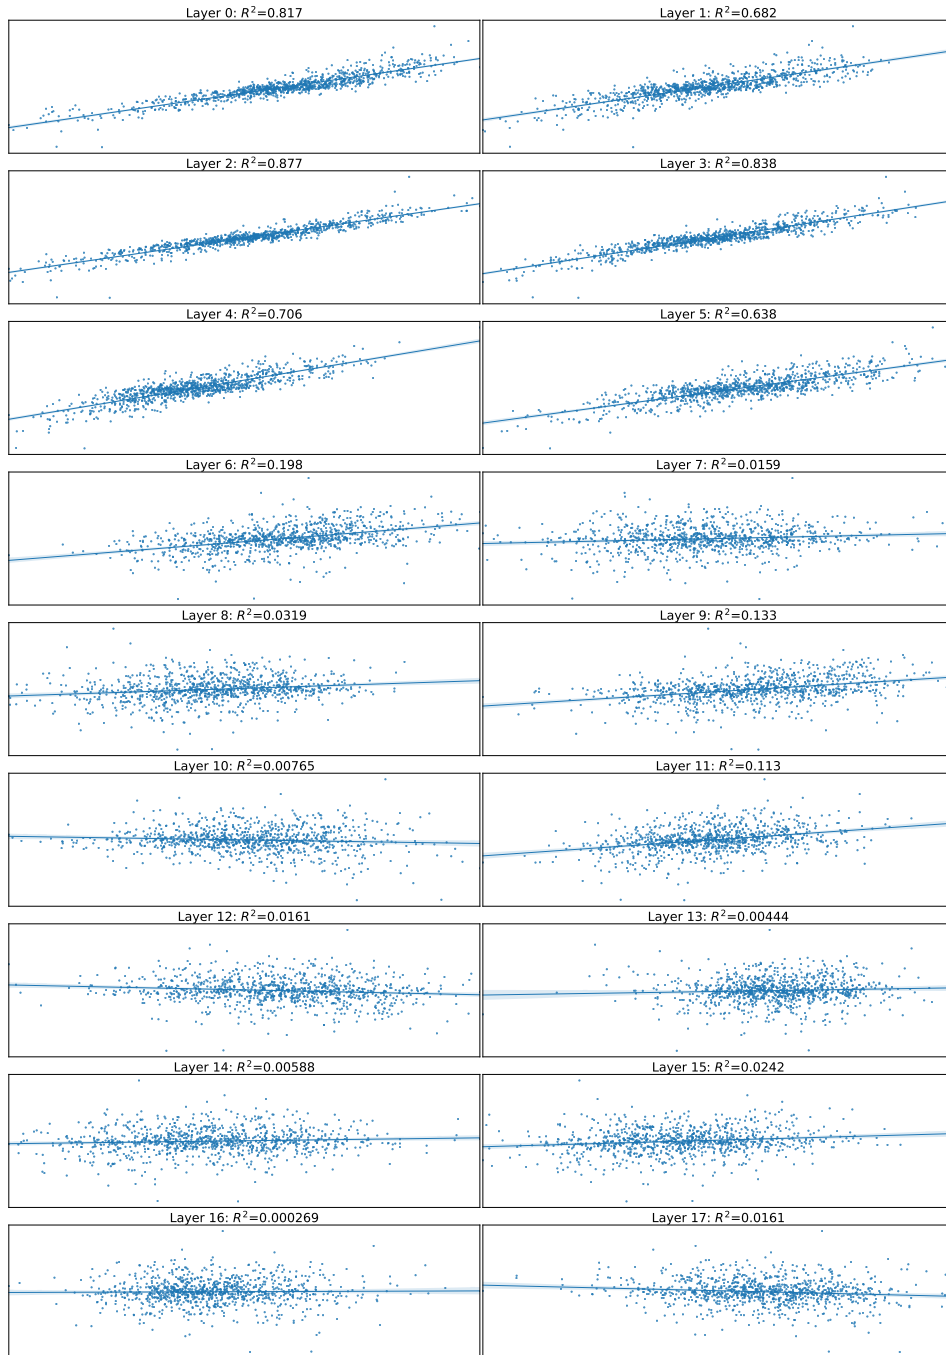 Layer 0: R²=0.817
Layer 1: R²=0.682
Layer 2: R²=0.877
Layer 3: R²=0.838
Layer 4: R²=0.706
Layer 5: R²=0.638
Layer 6: R²=0.198
Layer 7: R²=0.0159
Layer 8: R²=0.0319
Layer 9: R²=0.133
Layer 10: R²=0.00765
Layer 11: R²=0.113
Layer 12: R²=0.0161
Layer 13: R²=0.00444
Layer 14: R²=0.00588
Layer 15: R²=0.0242
Layer 16: R²=0.000269
Layer 17: R²=0.0161